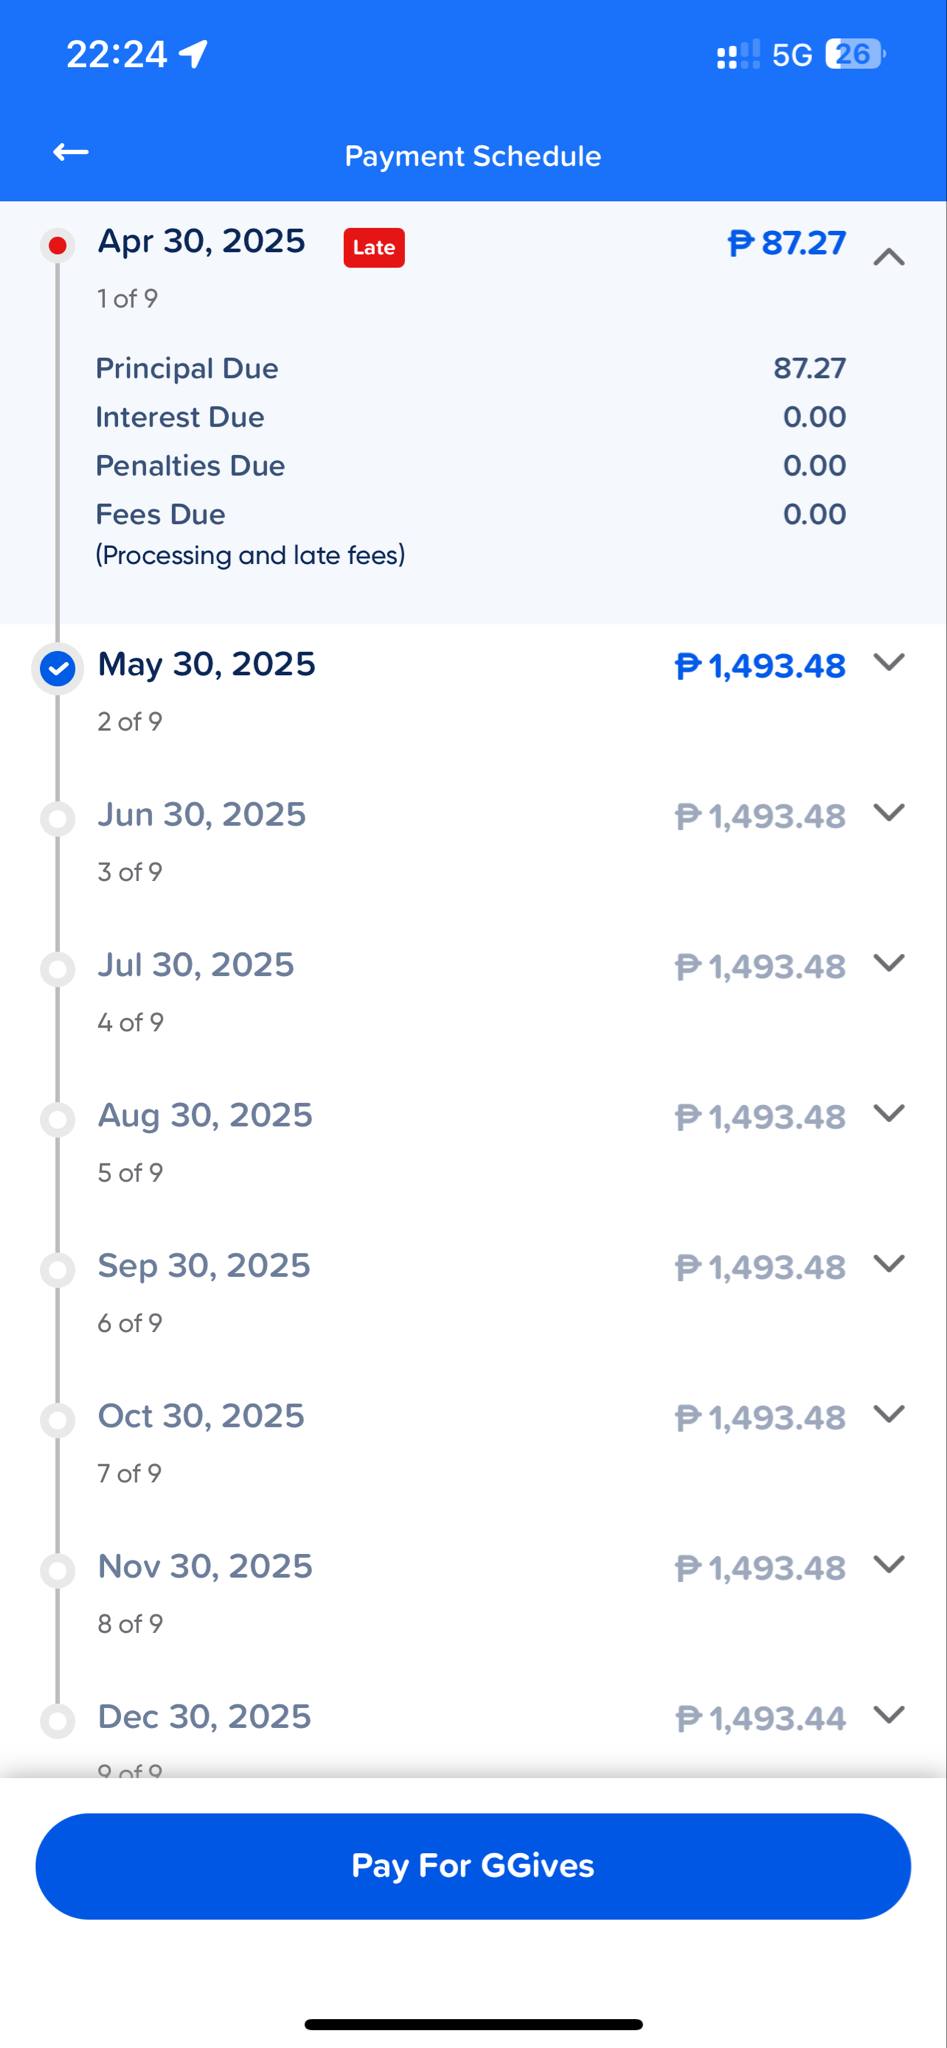 22:24 5G 26
Payment Schedule
Apr 30, 2025 Late ₱ 87.27
1 of 9
Principal Due 87.27
Interest Due 0.00
Penalties Due 0.00
Fees Due 0.00
(Processing and late fees)
May 30, 2025 ₱ 1,493.48
2 of 9
Jun 30, 2025 ₱ 1,493.48
3 of 9
Jul 30, 2025 ₱ 1,493.48
4 of 9
Aug 30, 2025 ₱ 1,493.48
5 of 9
Sep 30, 2025 ₱ 1,493.48
6 of 9
Oct 30, 2025 ₱ 1,493.48
7 of 9
Nov 30, 2025 ₱ 1,493.48
8 of 9
Dec 30, 2025 ₱ 1,493.44
9 of 9
Pay For GGives